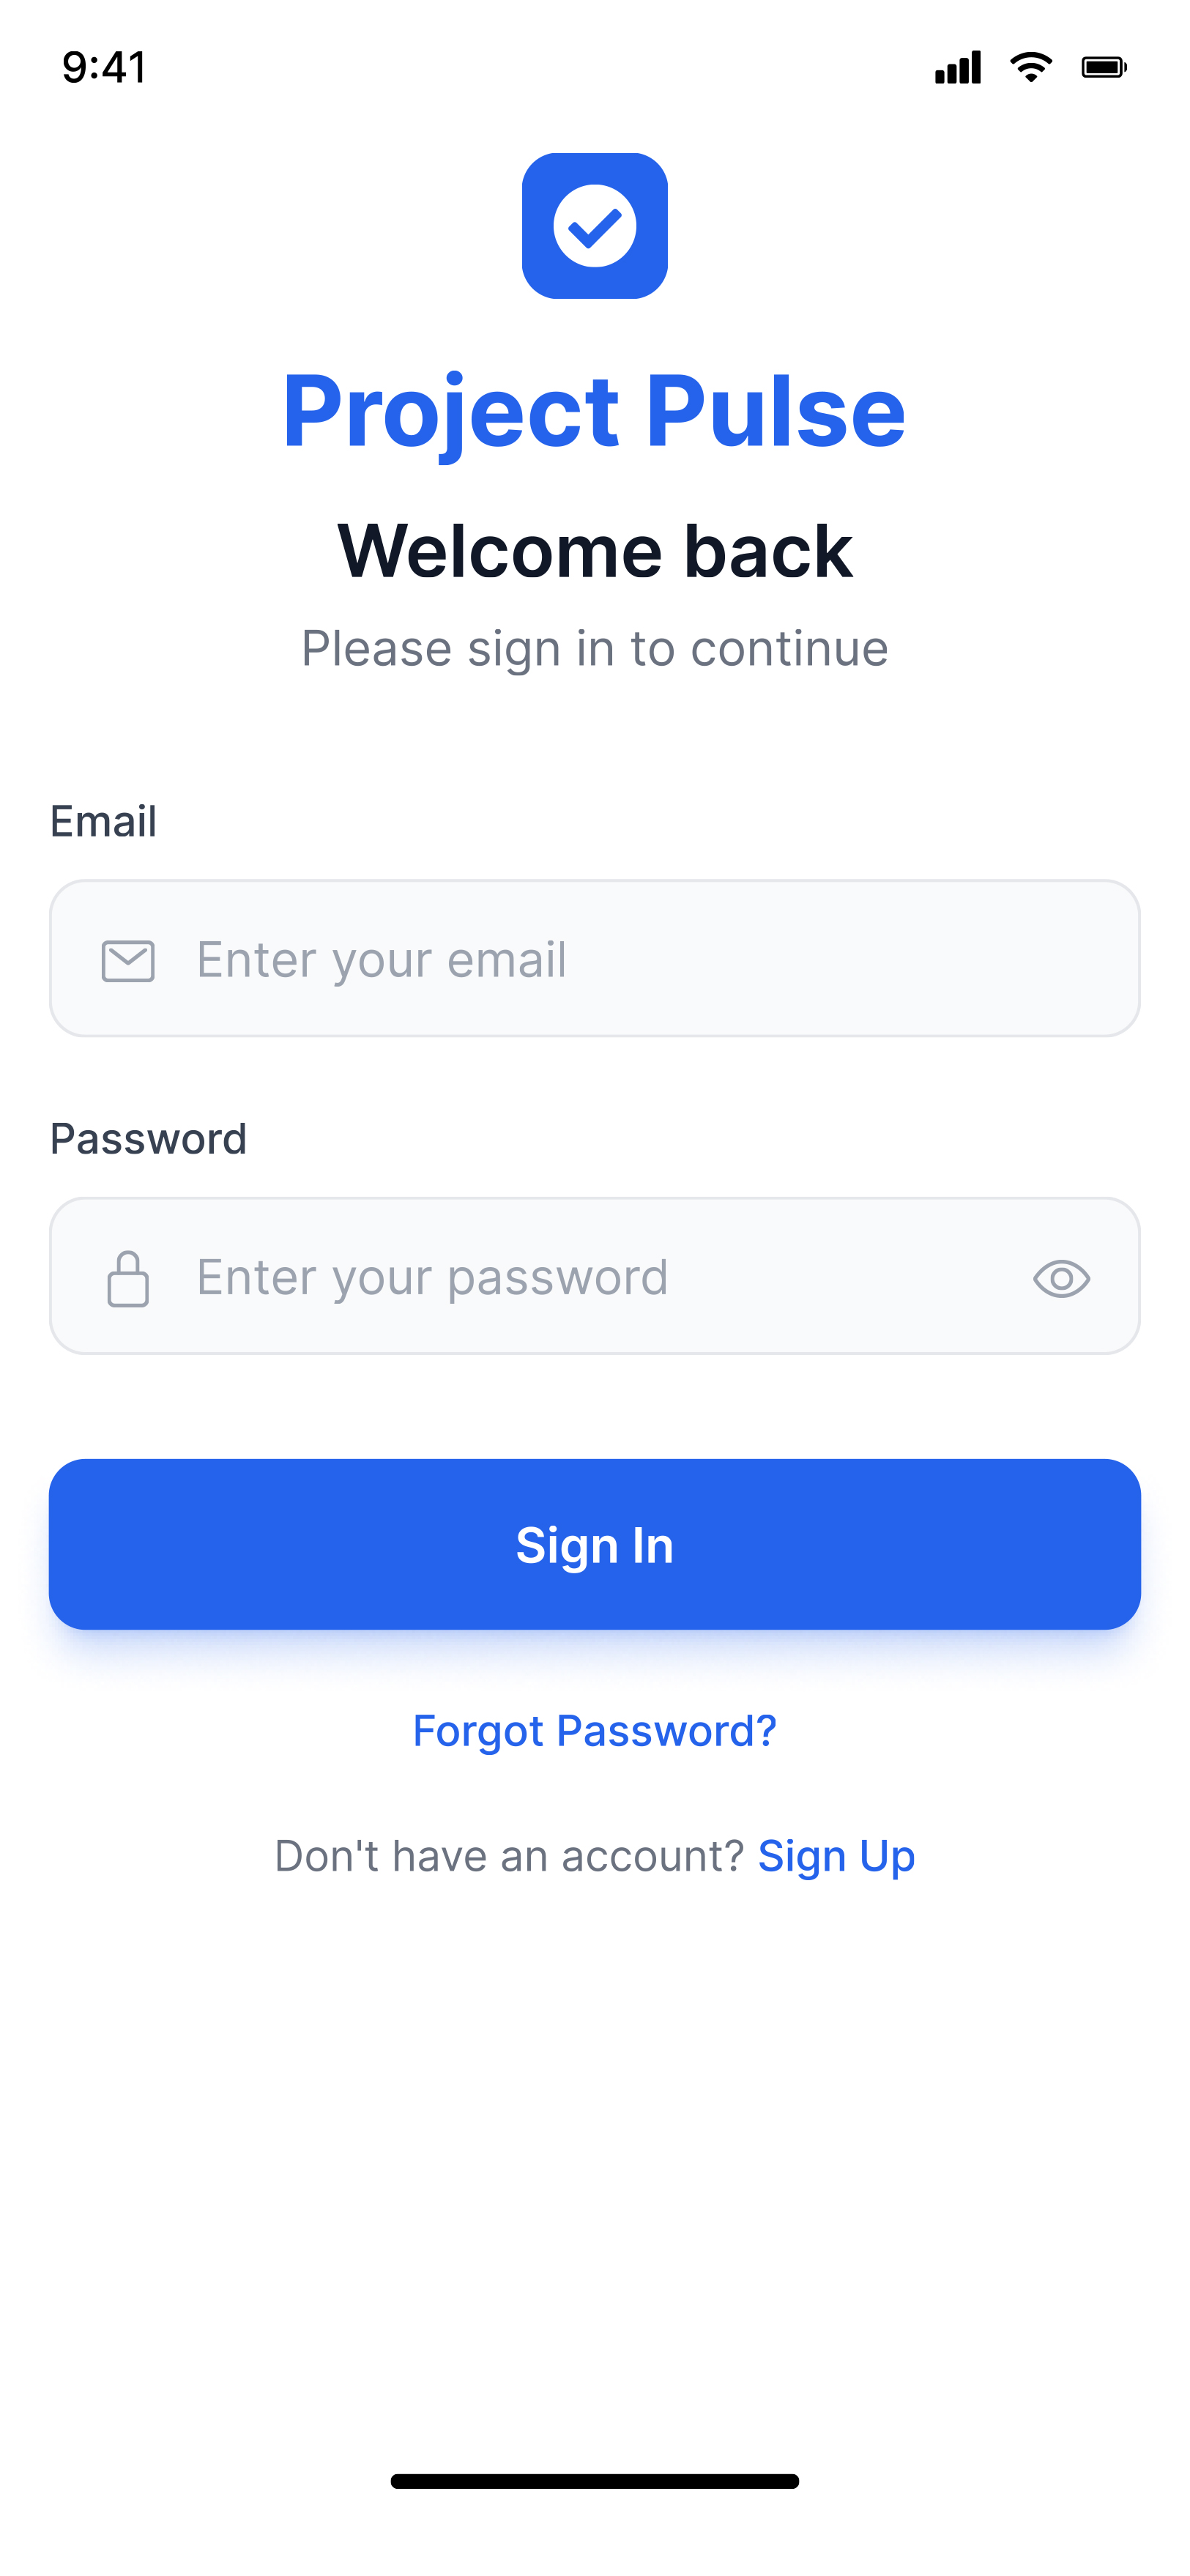 9:41
Project Pulse
Welcome back
Please sign in to continue
Email
Enter your email
Password
Enter your password
Sign In
Forgot Password?
Don't have an account? Sign Up